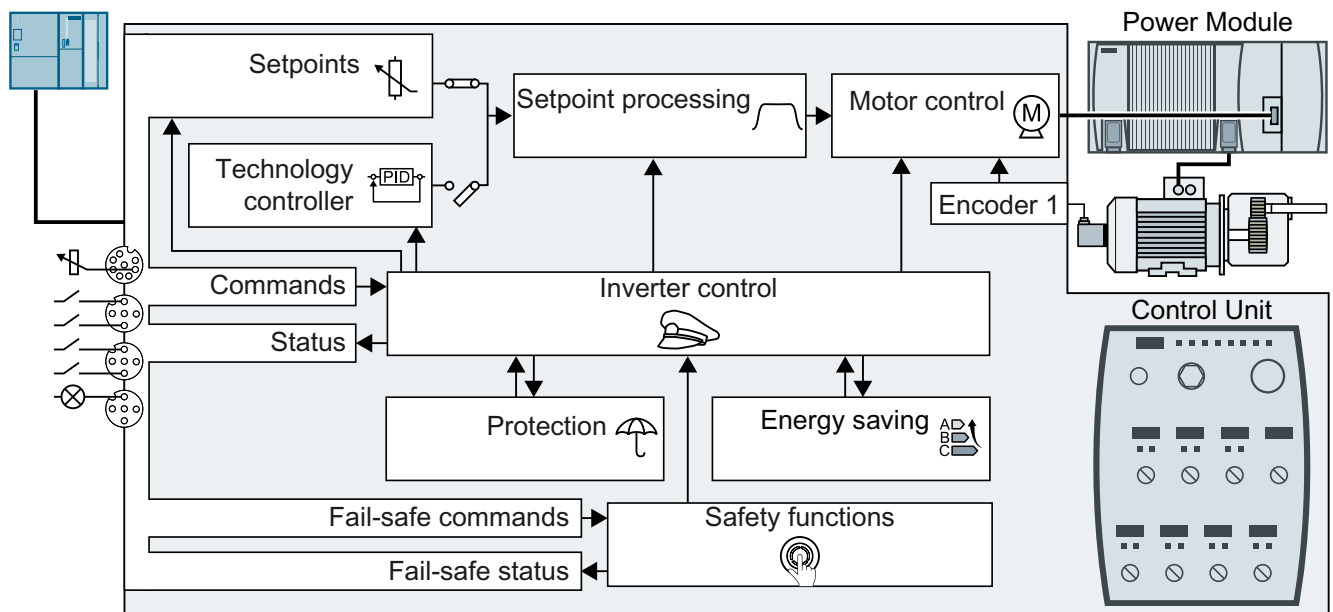 Power Module
Setpoints
Setpoint processing
Motor control
M
Technology
controller
PID
Encoder 1
Commands
Inverter control
Control Unit
Status
Protection
Energy saving
A
B
C
Fail-safe commands
Safety functions
Fail-safe status